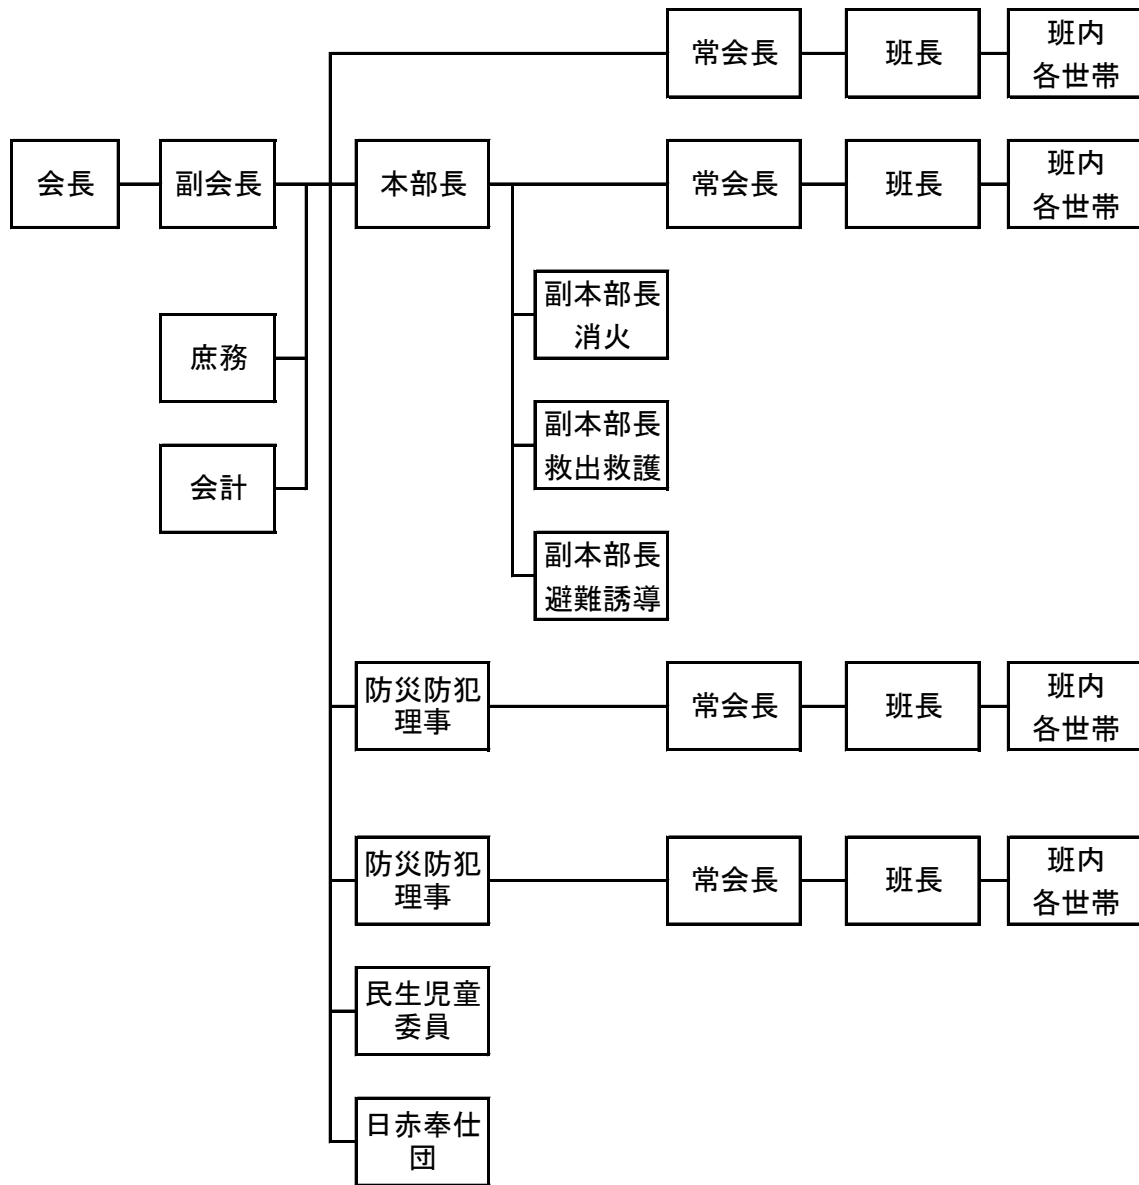 常会長
班長
班内
各世帯
会長
副会長
本部長
常会長
班長
班内
各世帯
副本部長
消火
庶務
副本部長
救出救護
会計
副本部長
避難誘導
防災防犯
理事
常会長
班長
班内
各世帯
防災防犯
理事
常会長
班長
班内
各世帯
民生児童
委員
日赤奉仕
団